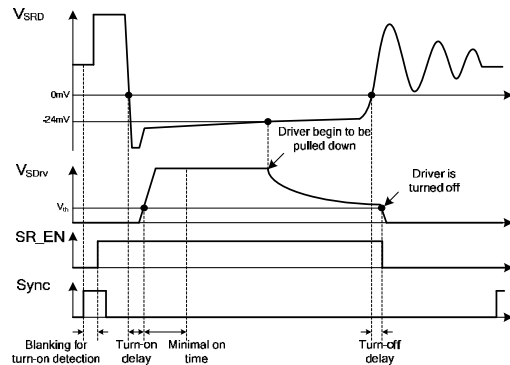 VSRD
0mV
-24mV
Driver begin to be
pulled down
VSDrv
Driver is
turned off
Vth
SR_EN
Sync
Blanking for
turn-on detection
Turn-on
delay
Minimal on
time
Turn-off
delay